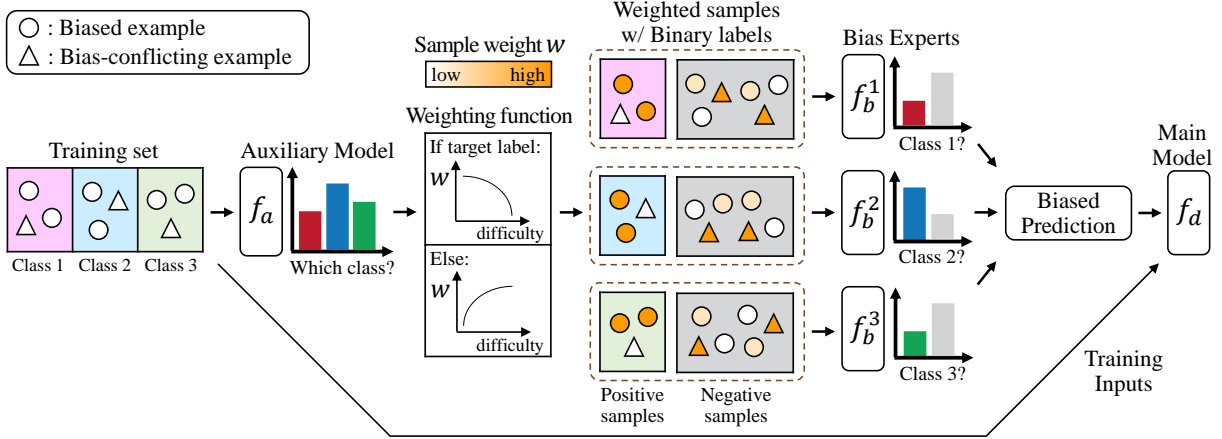 : Biased example
: Bias-conflicting example
Sample weight w
low high
Weighted samples
w/ Binary labels
Bias Experts
Training set
Auxiliary Model
Weighting function
Main
Model
Class 1 Class 2 Class 3
f_a
Which class?
If target label:
w
difficulty
Else:
w
difficulty
Positive
samples
Negative
samples
f_b^1
Class 1?
f_b^2
Class 2?
f_b^3
Class 3?
Biased
Prediction
f_d
Training
Inputs